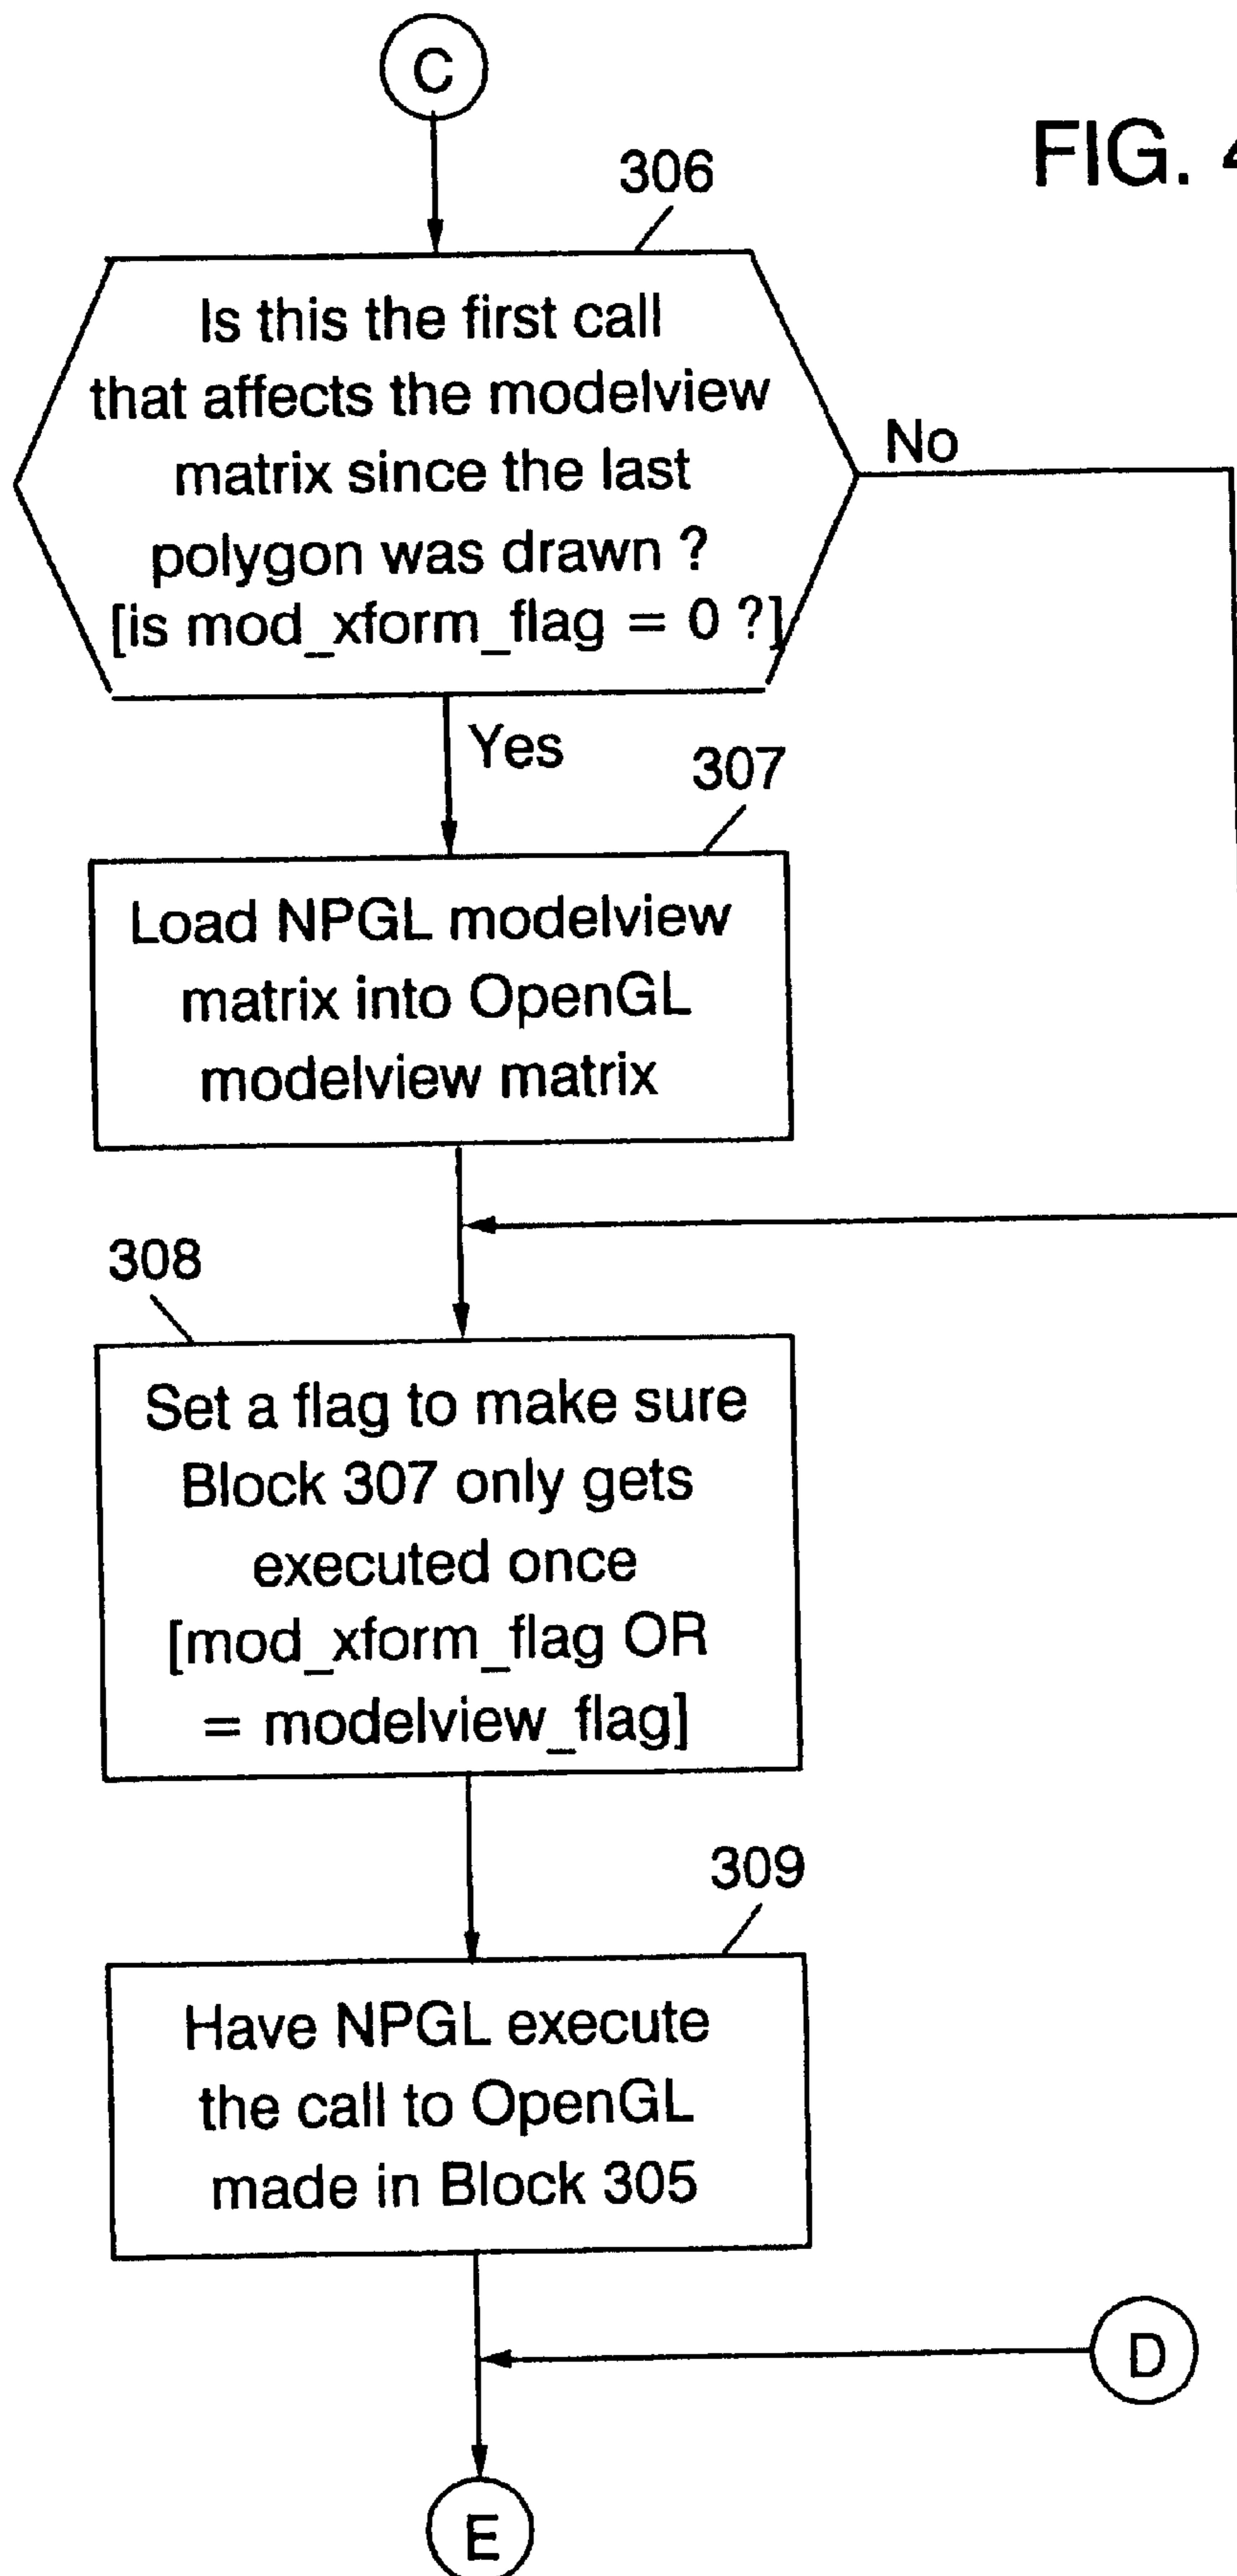 C
FIG. 4
306
Is this the first call
that affects the modelview
matrix since the last
polygon was drawn ?
[is mod_xform_flag = 0 ?]
No
Yes
307
Load NPGL modelview
matrix into OpenGL
modelview matrix
308
Set a flag to make sure
Block 307 only gets
executed once
[mod_xform_flag OR
= modelview_flag]
309
Have NPGL execute
the call to OpenGL
made in Block 305
D
E